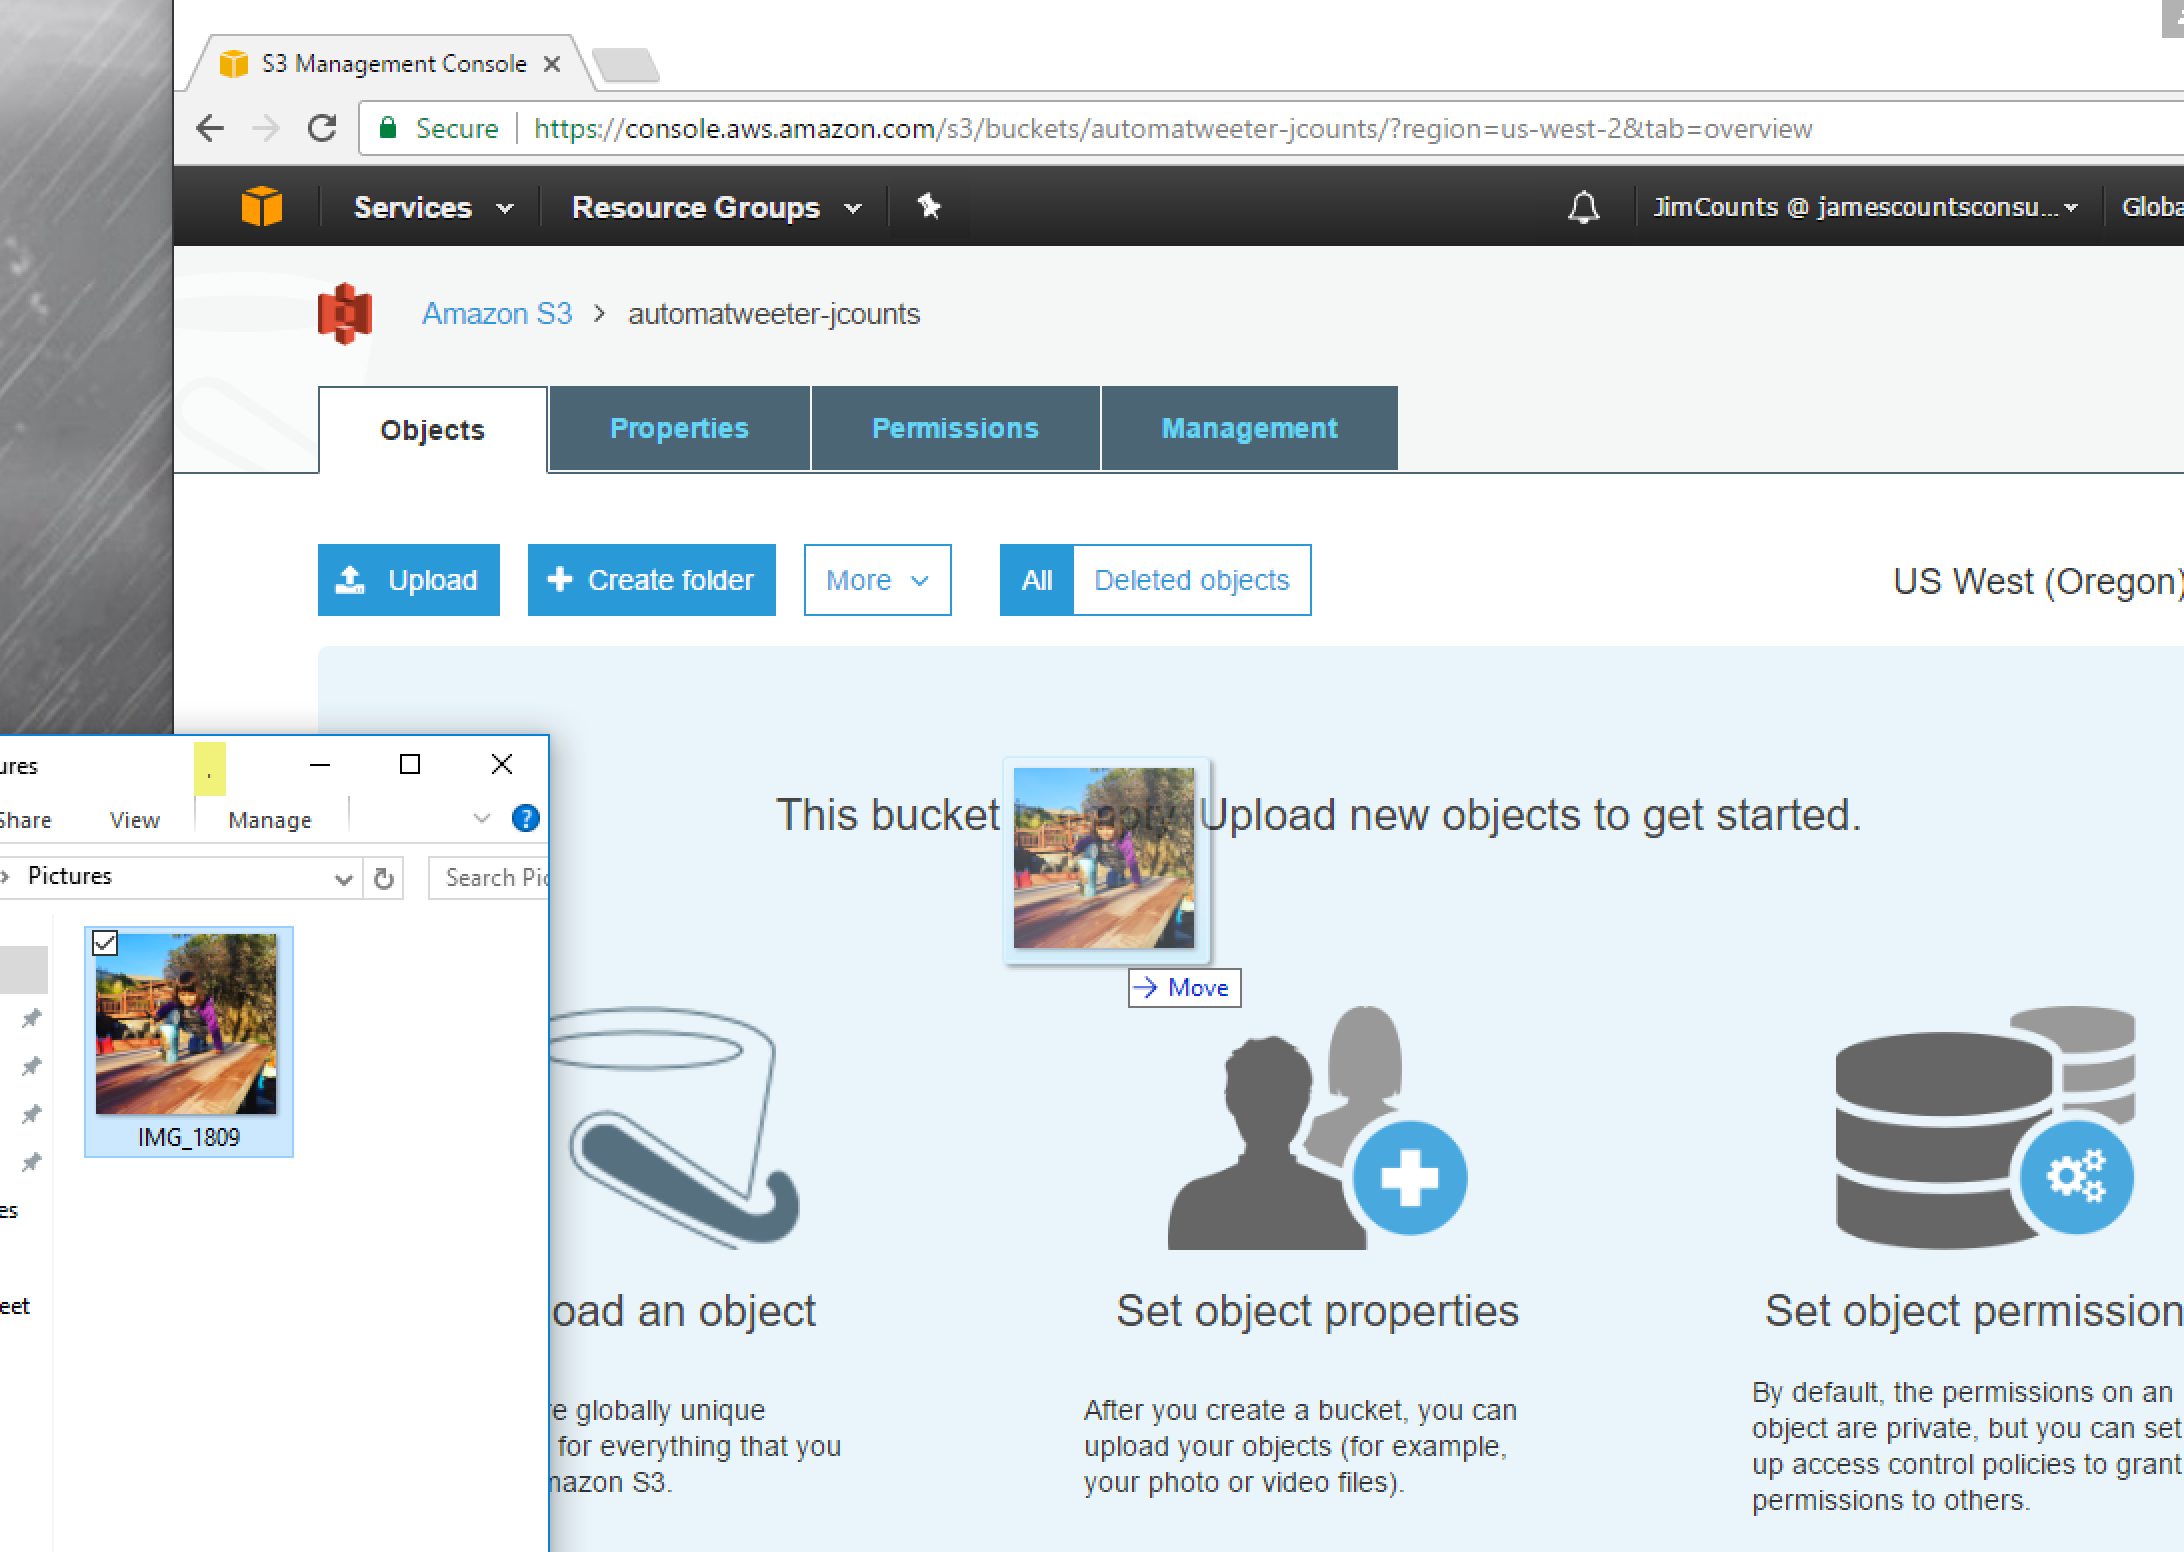 S3 Management Console
Secure
https://console.aws.amazon.com/s3/buckets/automatweeter-jcounts/?region=us-west-2&tab=overview
Services
Resource Groups
JimCounts @ jamescountsconsu...
Globa
Amazon S3 > automatweeter-jcounts
Objects
Properties
Permissions
Management
Upload
Create folder
More
All
Deleted objects
US West (Oregon)
This bucket is empty. Upload new objects to get started.
Move
ures
Share
View
Manage
?
Pictures
Search Pic
IMG_1809
es
eet
oad an object
e globally unique
for everything that you
mazon S3.
Set object properties
After you create a bucket, you can
upload your objects (for example,
your photo or video files).
Set object permission
By default, the permissions on an
object are private, but you can set
up access control policies to grant
permissions to others.